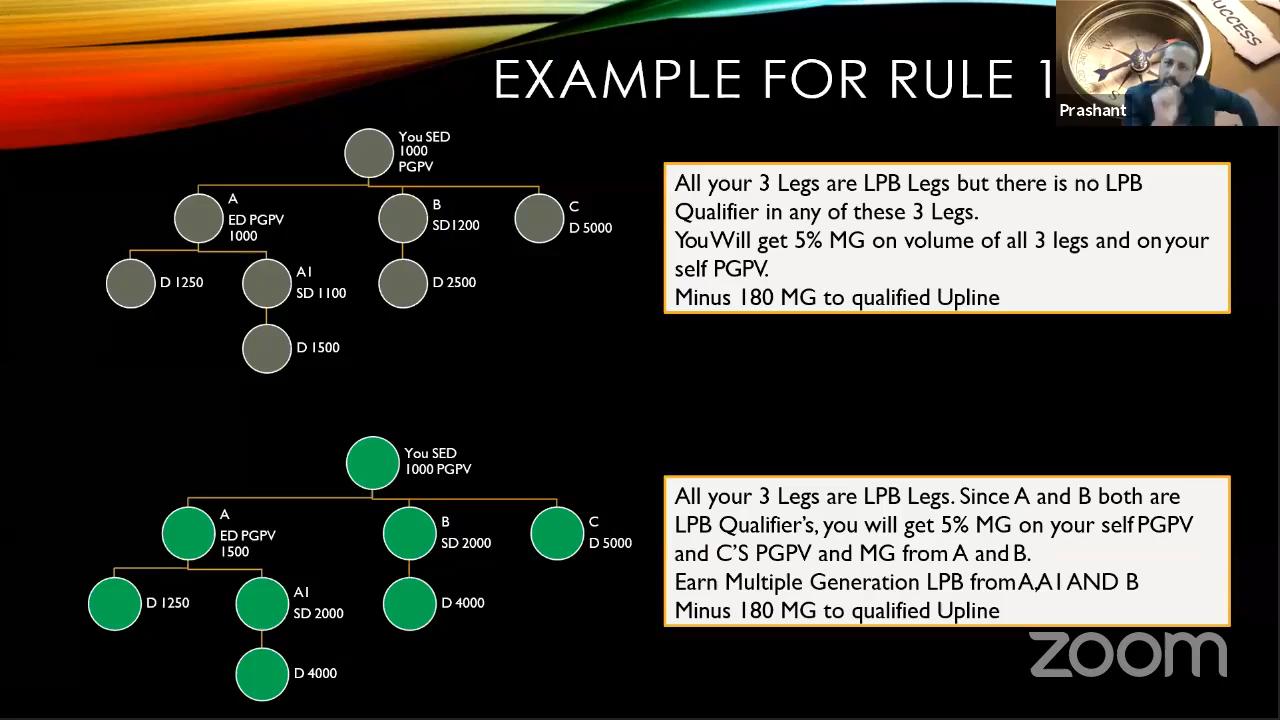 EXAMPLE FOR RULE 1
SUCCESS
Prashant
You SED
1000
PGPV
A
ED PGPV
1000
B
SD1200
C
D 5000
D 1250
A1
SD 1100
D 2500
D 1500
All your 3 Legs are LPB Legs but there is no LPB
Qualifier in any of these 3 Legs.
You Will get 5% MG on volume of all 3 legs and on your
self PGPV.
Minus 180 MG to qualified Upline
You SED
1000 PGPV
A
ED PGPV
1500
B
SD 2000
C
D 5000
D 1250
A1
SD 2000
D 4000
D 4000
All your 3 Legs are LPB Legs. Since A and B both are
LPB Qualifier's, you will get 5% MG on your self PGPV
and C'S PGPV and MG from A and B.
Earn Multiple Generation LPB from A,A1 AND B
Minus 180 MG to qualified Upline
zoom